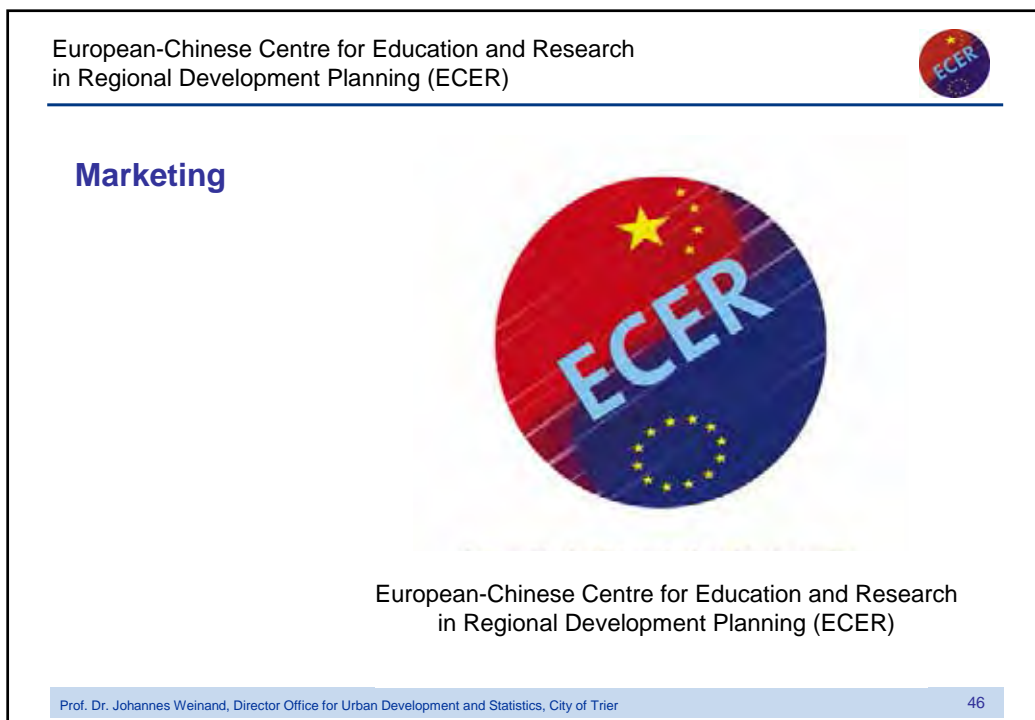 European-Chinese Centre for Education and Research
in Regional Development Planning (ECER)
ECER
Marketing
ECER
European-Chinese Centre for Education and Research
in Regional Development Planning (ECER)
Prof. Dr. Johannes Weinand, Director Office for Urban Development and Statistics, City of Trier
46